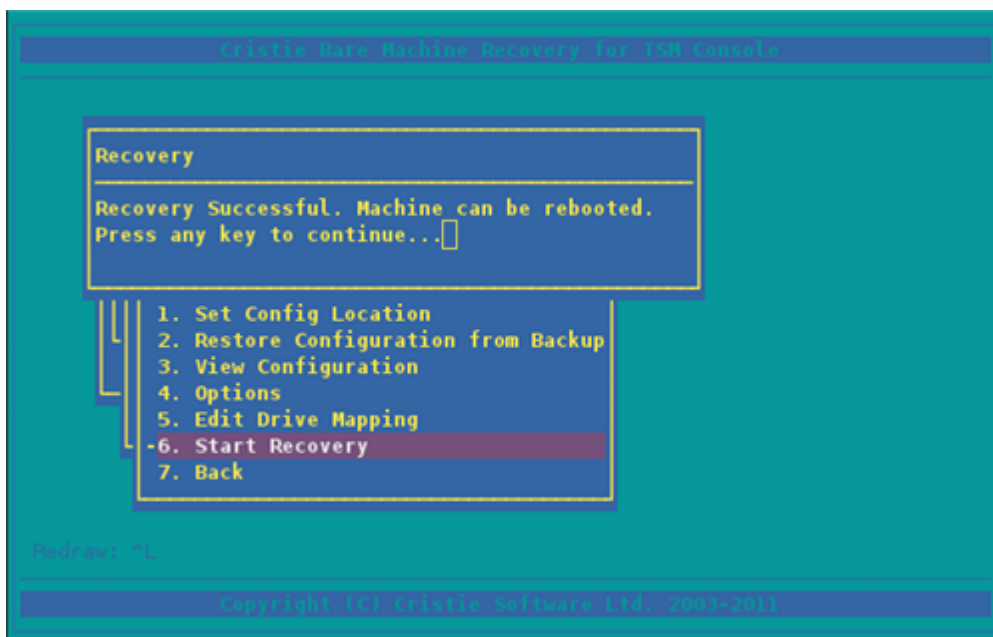 Cristie Bare Machine Recovery for TSM Console
Recovery
Recovery Successful. Machine can be rebooted.
Press any key to continue...
1. Set Config Location
2. Restore Configuration from Backup
3. View Configuration
4. Options
5. Edit Drive Mapping
-6. Start Recovery
7. Back
Redraw: ^L
Copyright (C) Cristie Software Ltd. 2003-2011